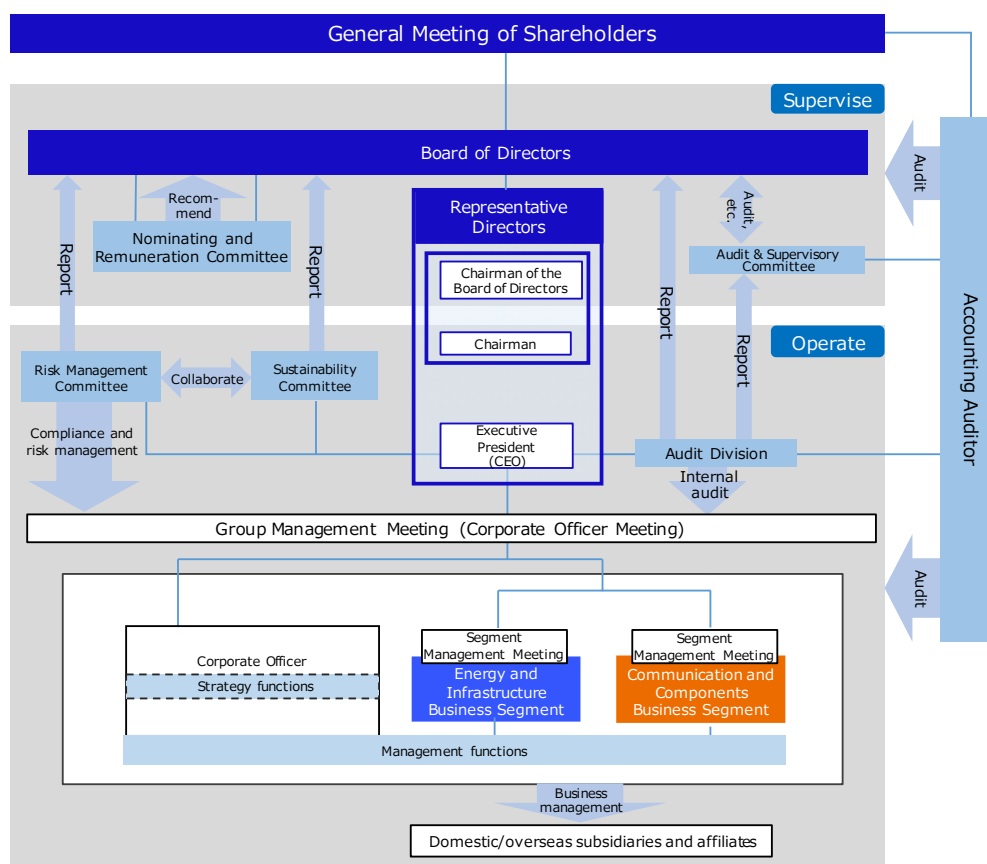 General Meeting of Shareholders
Supervise
Board of Directors
Audit
Recom-
mend
Audit,
etc.
Representative
Directors
Nominating and
Remuneration Committee
Report
Report
Report
Audit & Supervisory
Committee
Chairman of the
Board of Directors
Accounting Auditor
Operate
Chairman
Report
Risk Management
Committee
Collaborate
Sustainability
Committee
Compliance and
risk management
Executive
President
(CEO)
Audit Division
Internal
audit
Group Management Meeting (Corporate Officer Meeting)
Audit
Segment
Management Meeting
Segment
Management Meeting
Corporate Officer
Strategy functions
Energy and
Infrastructure
Business Segment
Communication and
Components
Business Segment
Management functions
Business
management
Domestic/overseas subsidiaries and affiliates